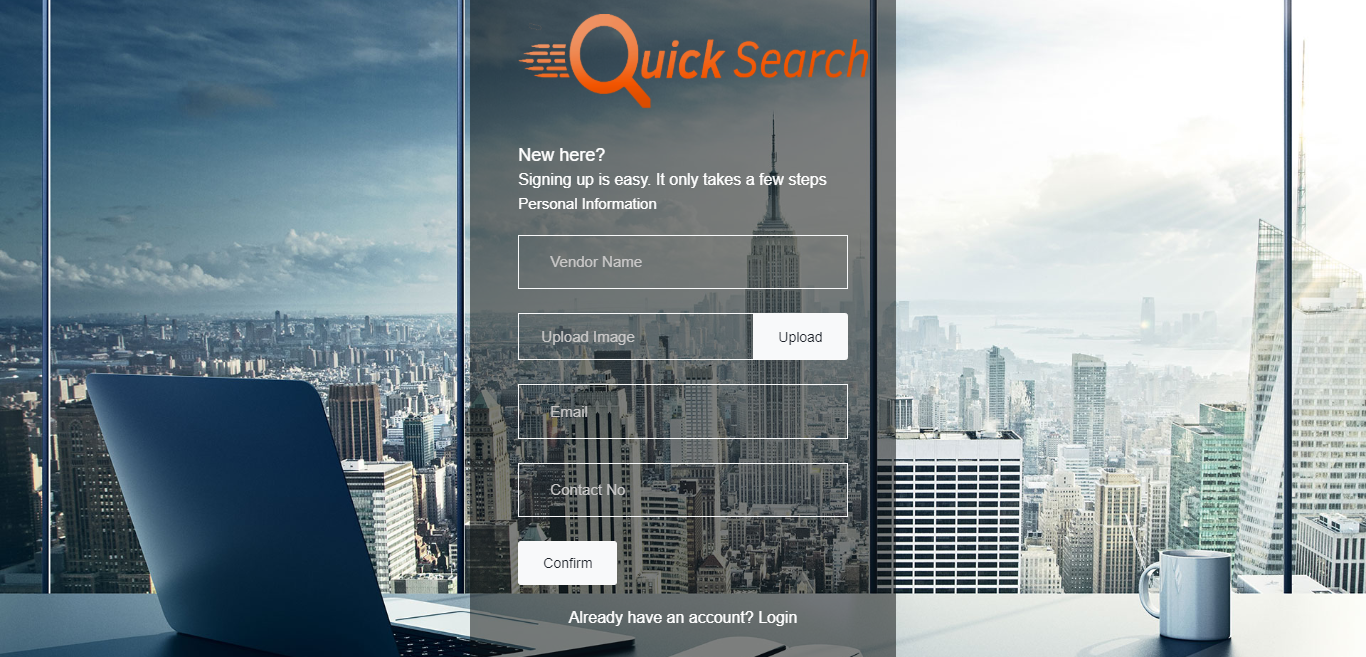 Quick Search
New here?
Signing up is easy. It only takes a few steps
Personal Information
Vendor Name
Upload Image
Upload
Email
Contact No
Confirm
Already have an account? Login